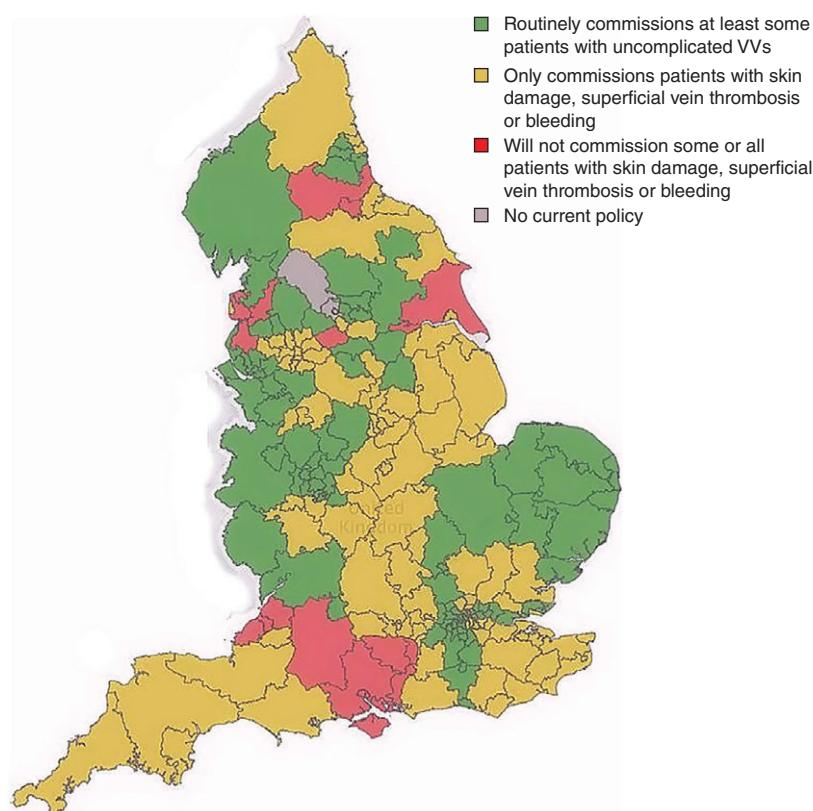 Routinely commissions at least some
patients with uncomplicated VVs
Only commissions patients with skin
damage, superficial vein thrombosis
or bleeding
Will not commission some or all
patients with skin damage, superficial
vein thrombosis or bleeding
No current policy
United
Kingdom